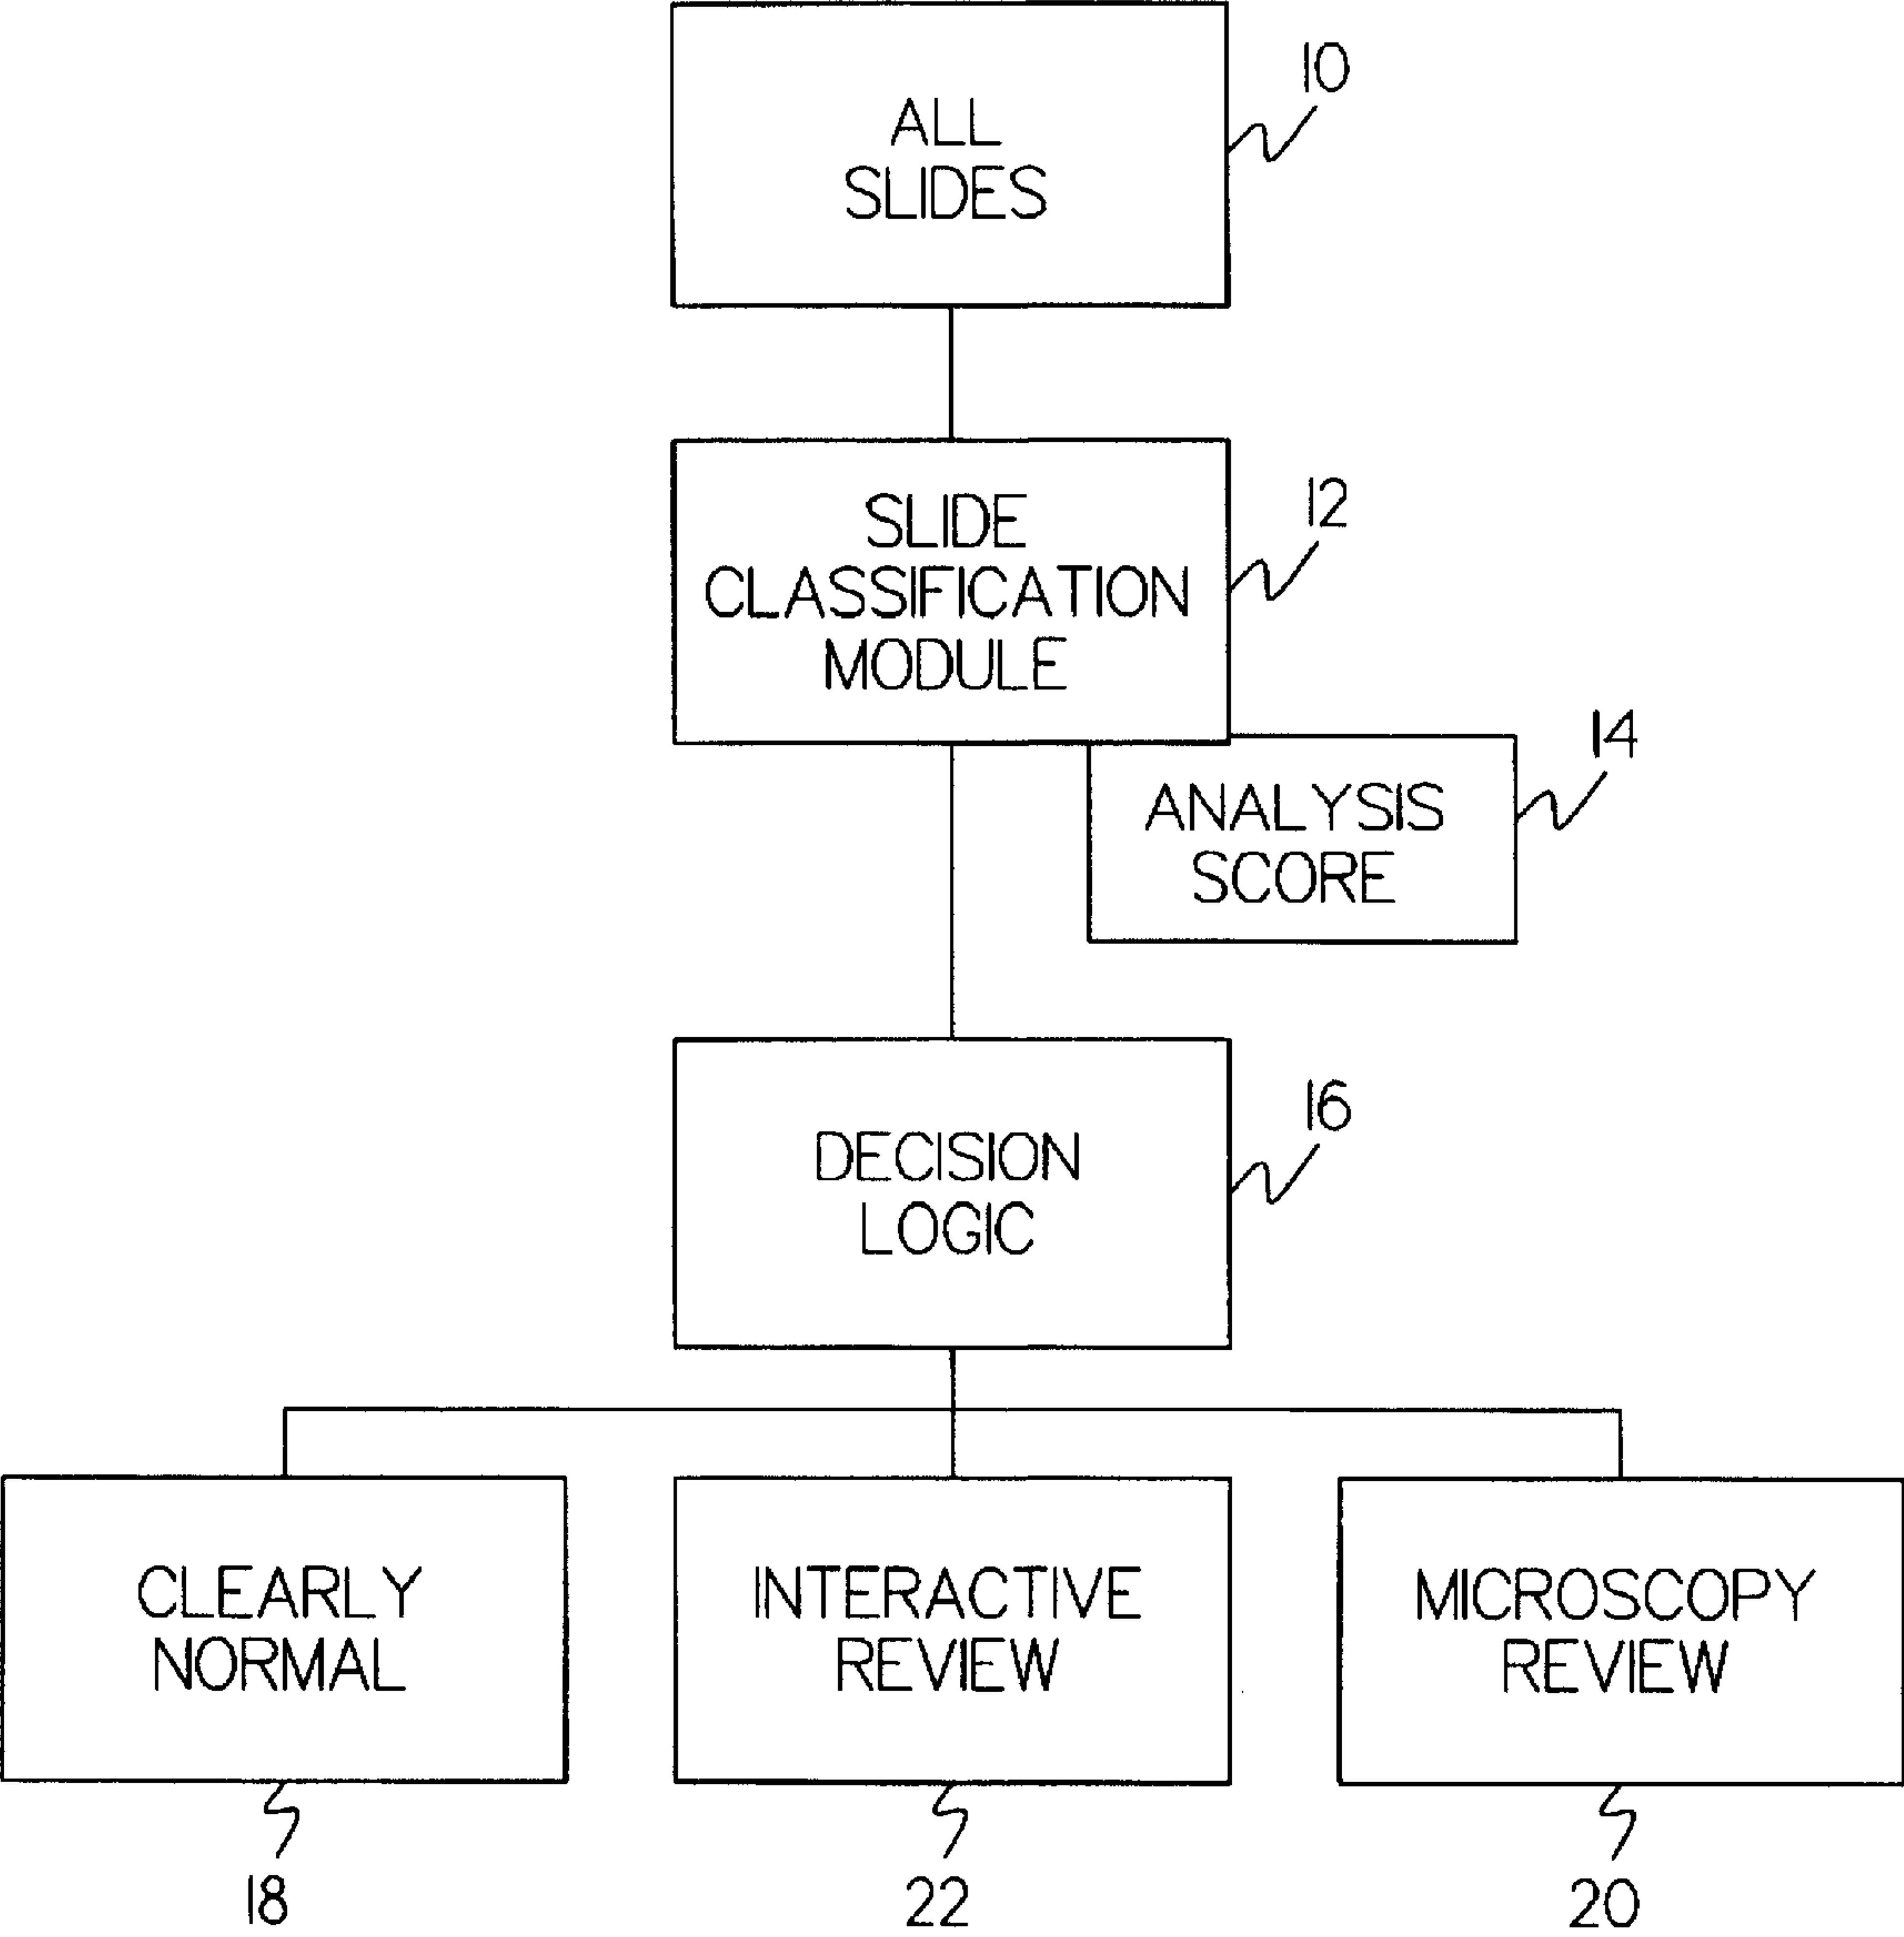 ALL
SLIDES
10
SLIDE
CLASSIFICATION
MODULE
12
ANALYSIS
SCORE
14
DECISION
LOGIC
16
CLEARLY
NORMAL
18
INTERACTIVE
REVIEW
22
MICROSCOPY
REVIEW
20